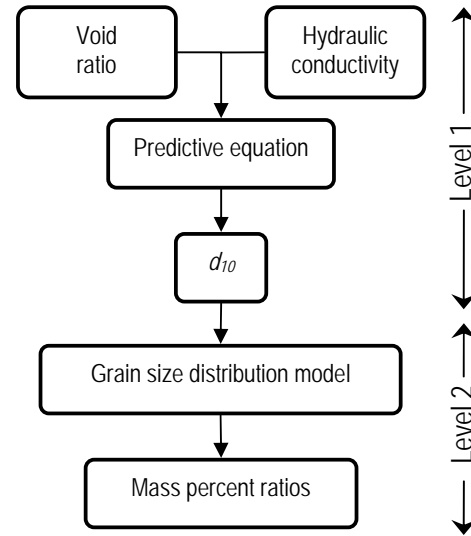 Void
ratio
Hydraulic
conductivity
Predictive equation
d10
Level 1
Grain size distribution model
Level 2
Mass percent ratios